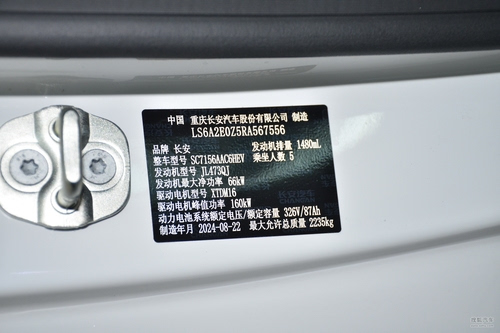 中国 重庆长安汽车股份有限公司 制造
LS6A2E0Z5RA567556
品牌 长安 发动机排量 1480mL
整车型号 SC7156AAC6HEV 乘坐人数 5
发动机型号 JL473QJ
发动机最大净功率 66kW
驱动电机型号 XTDM16
驱动电机峰值功率 160kW
动力电池系统额定电压/额定容量 326V/87Ah
制造年月 2024-08-22 最大允许总质量 2235kg